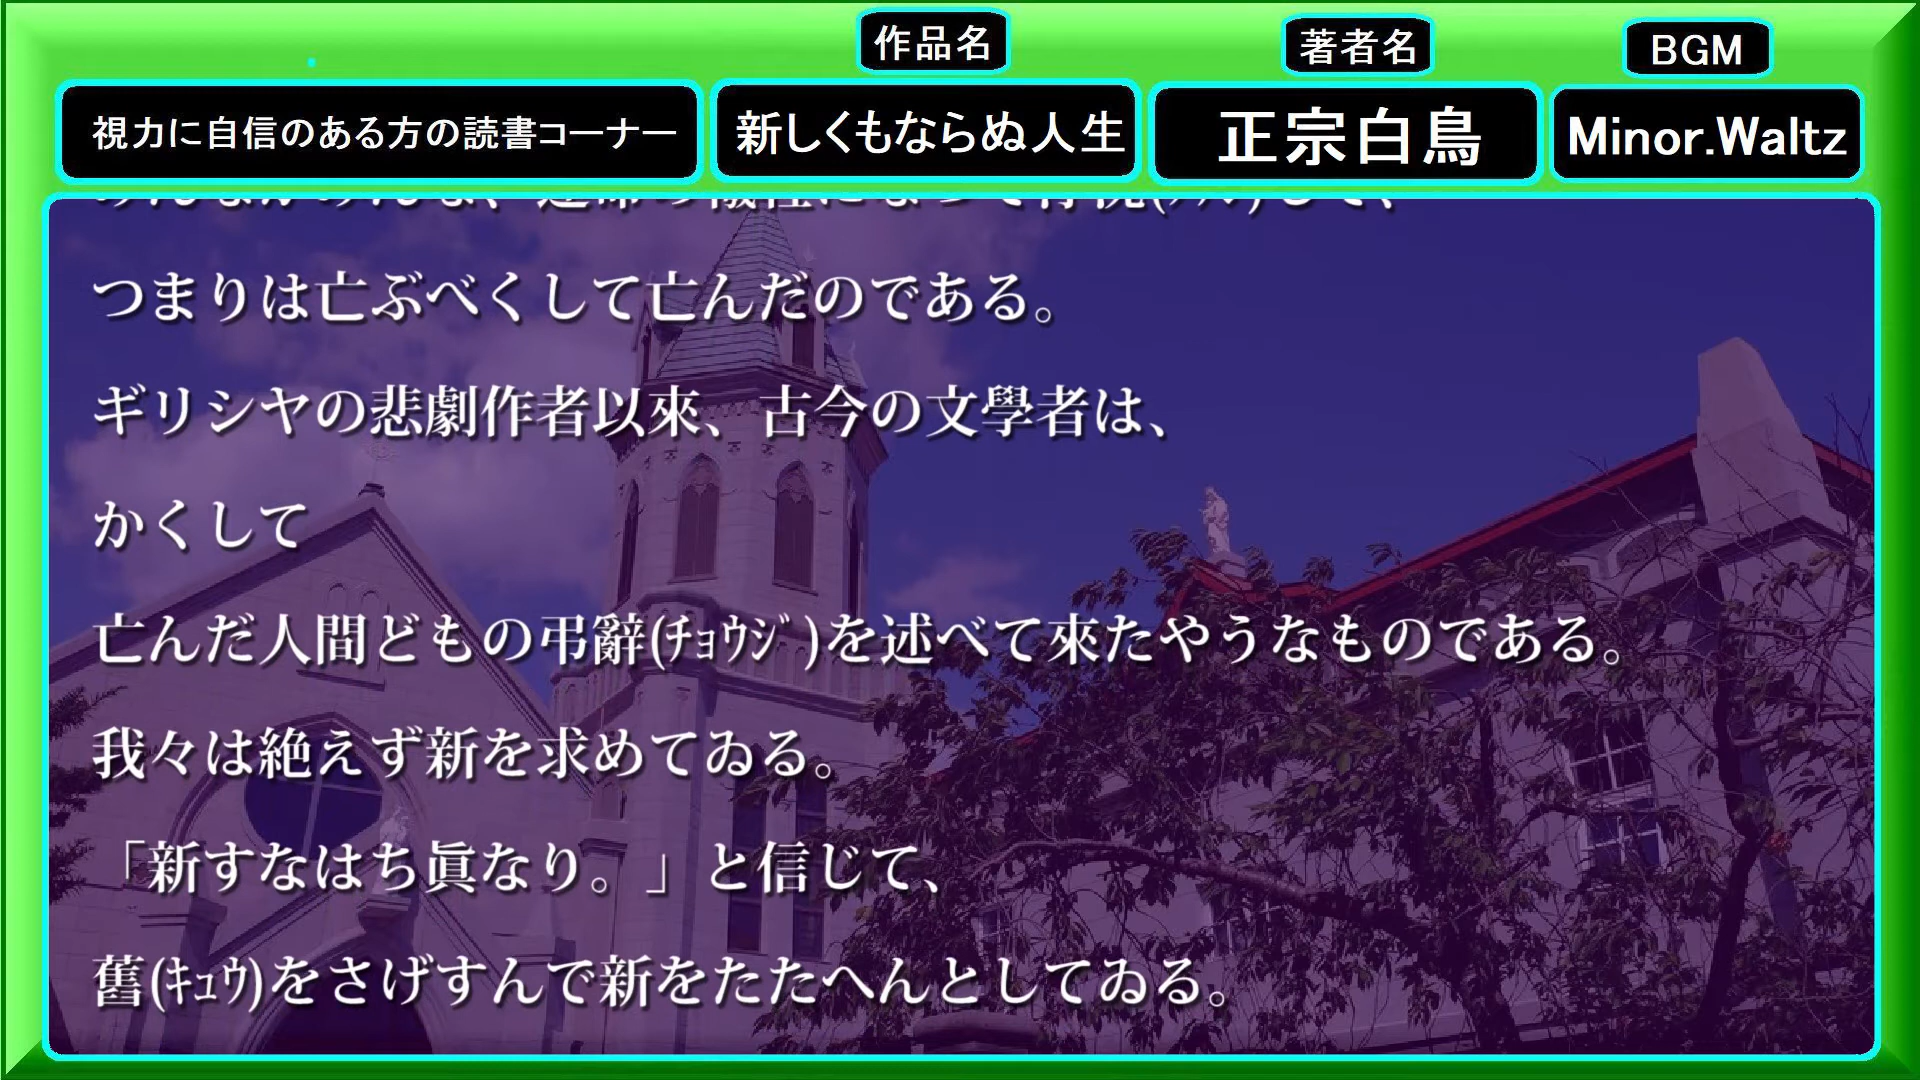 作品名
著者名
BGM
視力に自信のある方の読書コーナー
新しくもならぬ人生
正宗白鳥
Minor.Waltz
つまりは亡ぶべくして亡んだのである。
ギリシヤの悲劇作者以來、古今の文學者は、
かくして
亡んだ人間どもの弔辭(ﾁｮｳｼﾞ)を述べて來たやうなものである。
我々は絶えず新を求めてゐる。
「新すなはち眞なり。」と信じて、
舊(ｷｭｳ)をさげすんで新をたたへんとしてゐる。